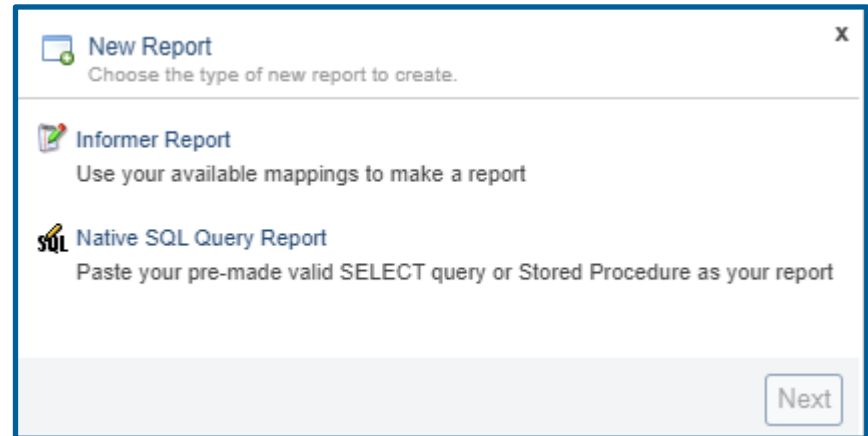 New Report
x
Choose the type of new report to create.
Informer Report
Use your available mappings to make a report
SQL
Native SQL Query Report
Paste your pre-made valid SELECT query or Stored Procedure as your report
Next